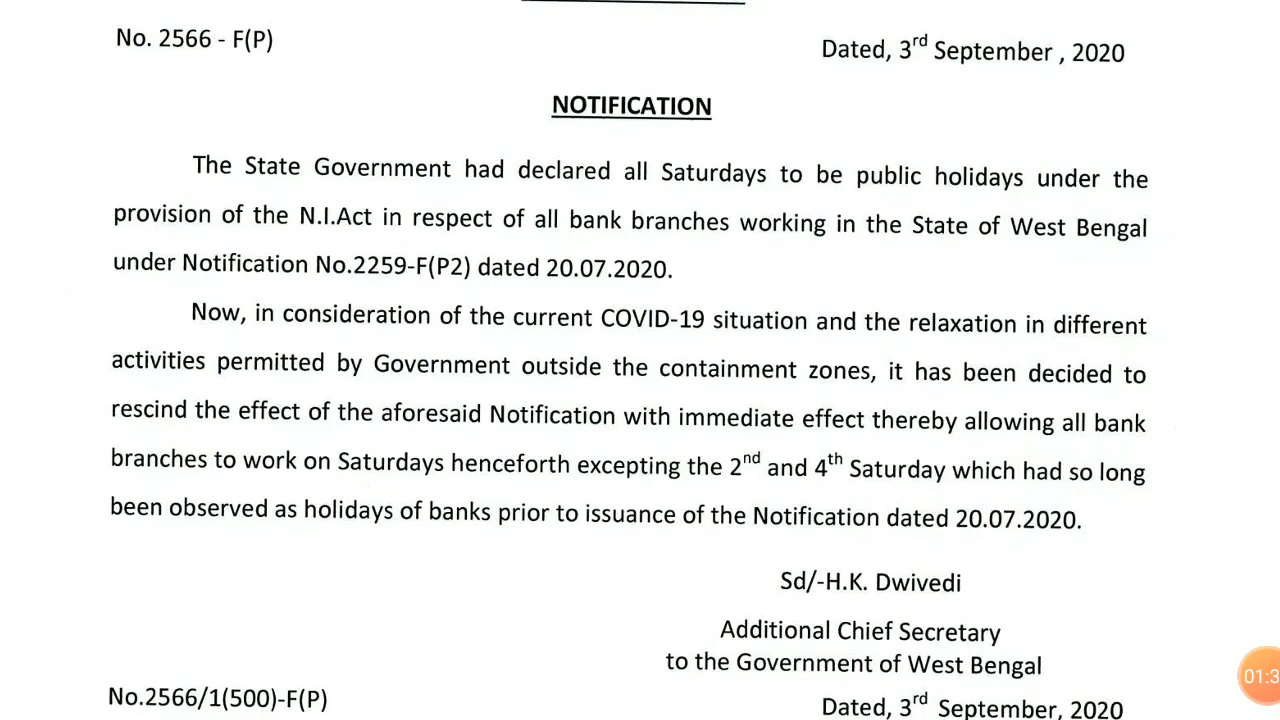 No. 2566 - F(P)
Dated, 3rd September , 2020
NOTIFICATION
The State Government had declared all Saturdays to be public holidays under the
provision of the N.I.Act in respect of all bank branches working in the State of West Bengal
under Notification No.2259-F(P2) dated 20.07.2020.
Now, in consideration of the current COVID-19 situation and the relaxation in different
activities permitted by Government outside the containment zones, it has been decided to
rescind the effect of the aforesaid Notification with immediate effect thereby allowing all bank
branches to work on Saturdays henceforth excepting the 2nd and 4th Saturday which had so long
been observed as holidays of banks prior to issuance of the Notification dated 20.07.2020.
Sd/-H.K. Dwivedi
Additional Chief Secretary
to the Government of West Bengal
No.2566/1(500)-F(P)
Dated, 3rd September, 2020